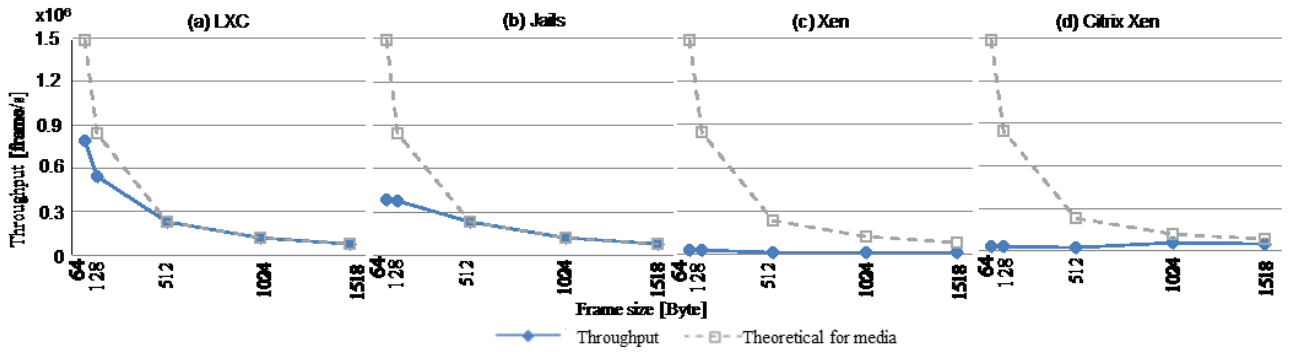 x10⁶
(a) LXC
(b) Jails
(c) Xen
(d) Citrix Xen
1.5
1.2
0.9
0.6
0.3
0
Throughput [frame/s]
64 128 512 1024 1518
64 128 512 1024 1518
64 128 512 1024 1518
64 128 512 1024 1518
Frame size [Byte]
Throughput
Theoretical for media